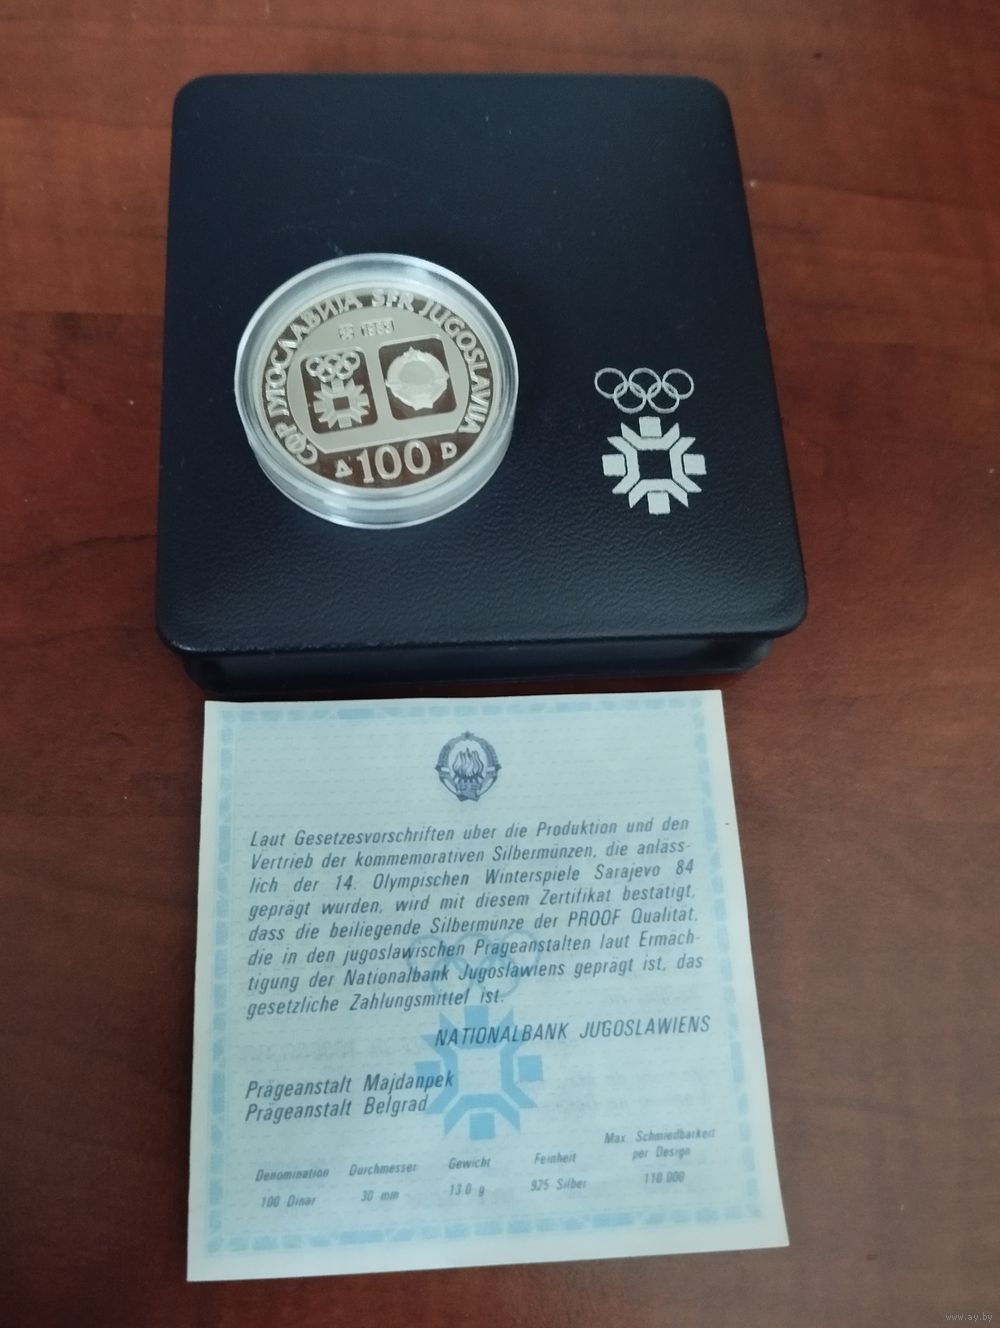 СФР ЈУГОСЛАВИЈА SFR JUGOSLAVIJA
1983
Д 100 D
Laut Gesetzesvorschriften über die Produktion und den
Vertrieb der kommemorativen Silbermünzen, die anläss-
lich der 14. Olympischen Winterspiele Sarajevo 84
geprägt wurden, wird mit diesem Zertifikat bestätigt,
dass die beiliegende Silbermünze der PROOF Qualität,
die in den jugoslawischen Prägeanstalten laut Ermäch-
tigung der Nationalbank Jugoslawiens geprägt ist, das
gesetzliche Zahlungsmittel ist.
NATIONALBANK JUGOSLAWIENS
Prägeanstalt Majdanpek
Prägeanstalt Belgrad
Denomination Durchmesser Gewicht Feinheit Max. Schmiedbarkeit
per Design
100 Dinar 30 mm 13.0 g 925 Silber 110.000
www.ay.by